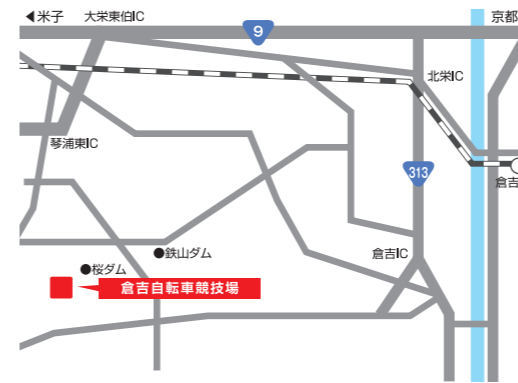 ◀米子
大栄東伯IC
京都
9
北栄IC
琴浦東IC
313
倉吉
倉吉IC
●鉄山ダム
●桜ダム
倉吉自転車競技場